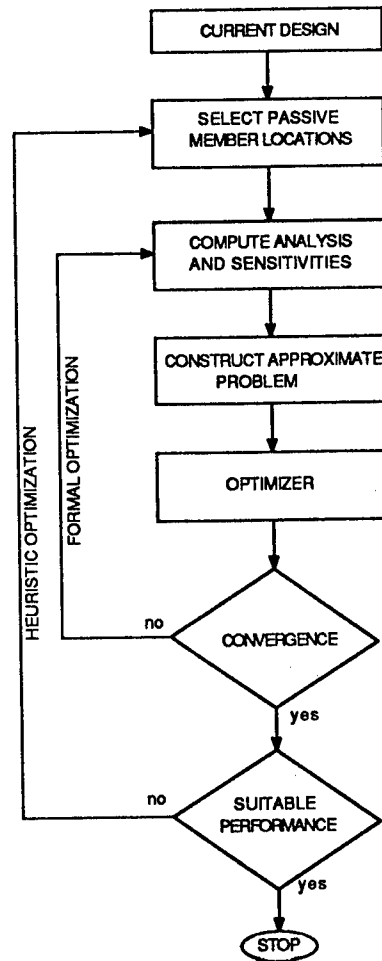 CURRENT DESIGN
SELECT PASSIVE
MEMBER LOCATIONS
COMPUTE ANALYSIS
AND SENSITIVITIES
CONSTRUCT APPROXIMATE
PROBLEM
OPTIMIZER
CONVERGENCE
no
yes
SUITABLE
PERFORMANCE
no
yes
STOP
FORMAL OPTIMIZATION
HEURISTIC OPTIMIZATION